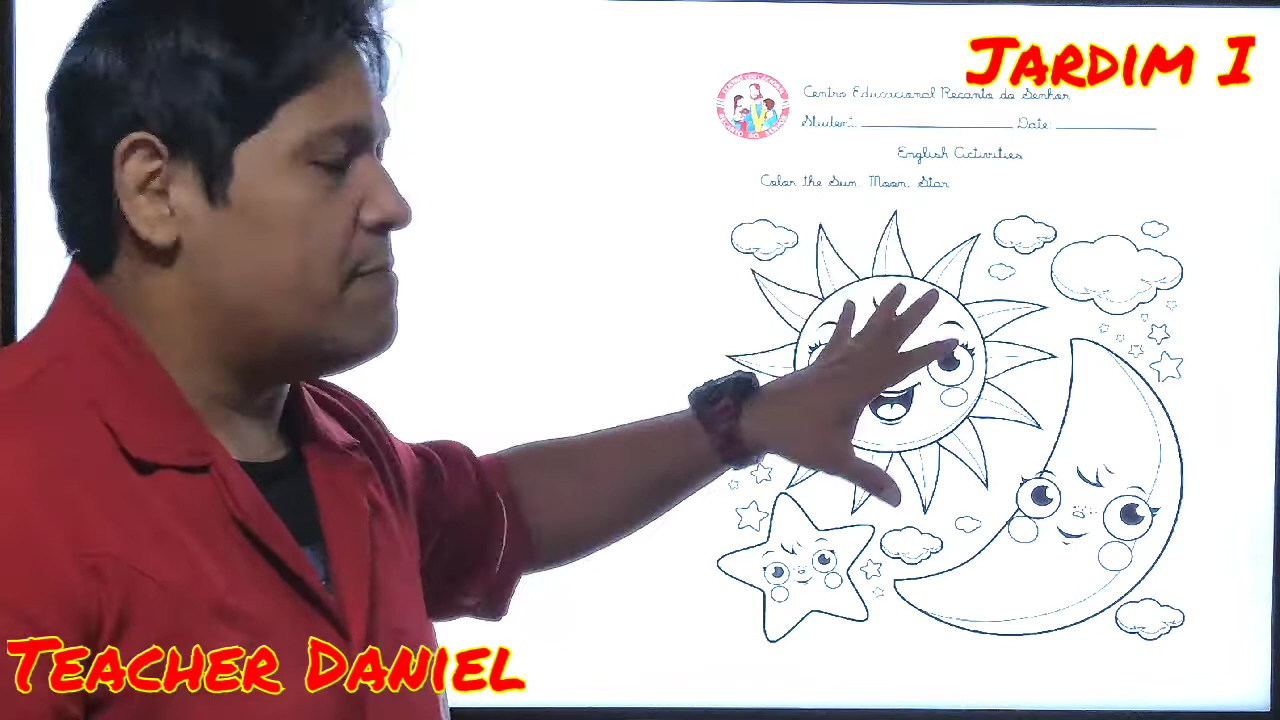 Jardim I
Centro Educacional Recanto do Senhor
Student: Date:
English Activities
Color the Sun, Moon, Star
Teacher Daniel